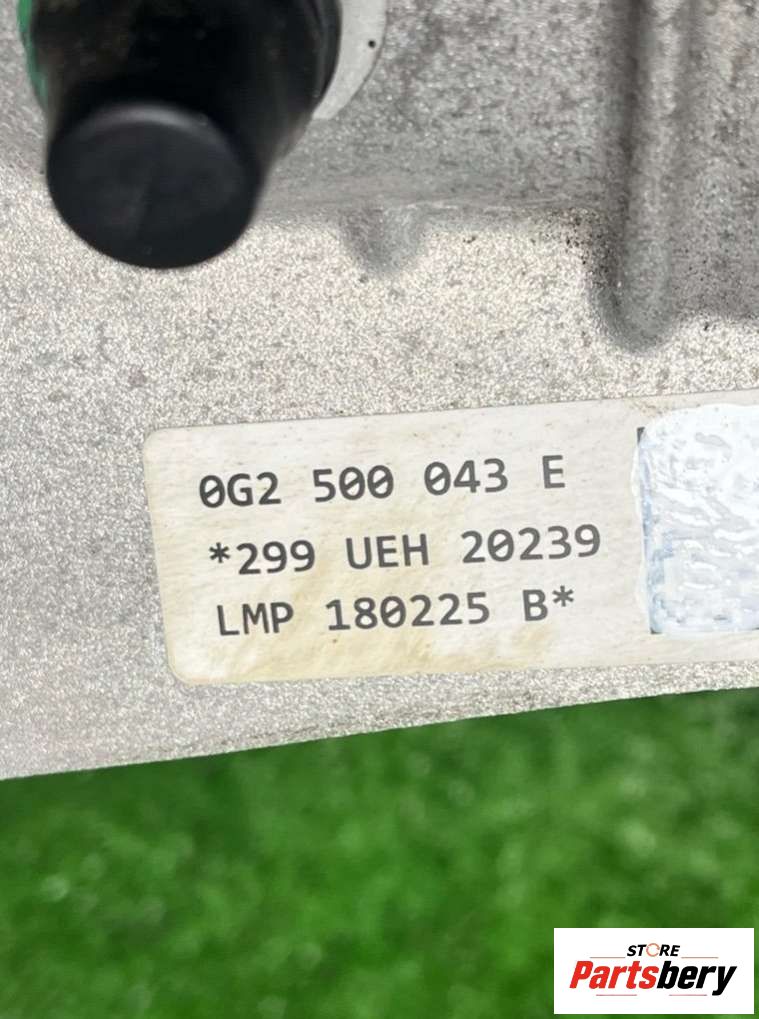 0G2 500 043 E
*299 UEH 20239
LMP 180225 B*
STORE
Partsbery